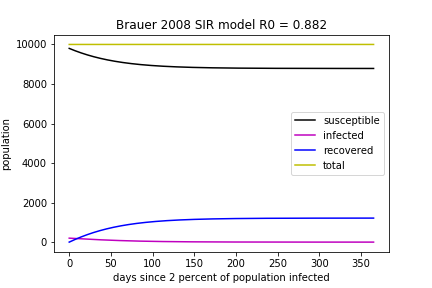 Brauer 2008 SIR model R0 = 0.882
10000
8000
6000
4000
2000
0
population
susceptible
infected
recovered
total
0 50 100 150 200 250 300 350
days since 2 percent of population infected